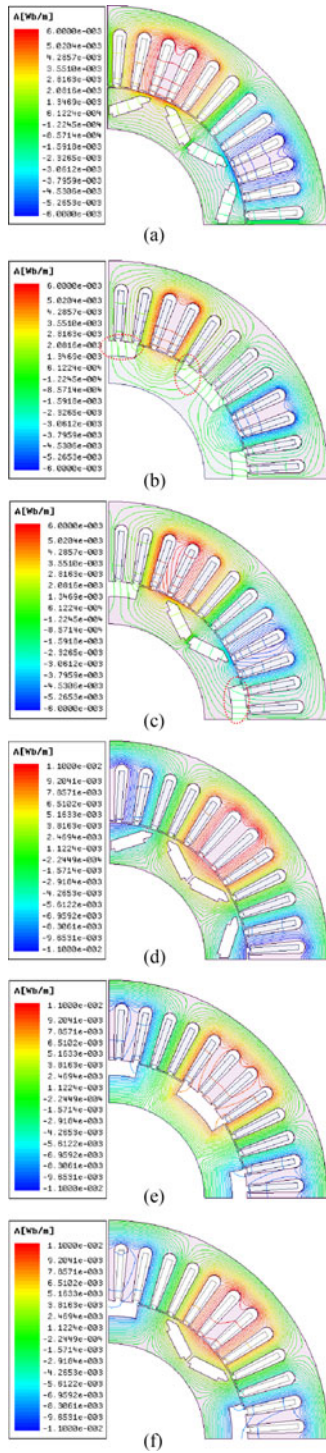 A[Wb/m]
6.0000e-003
5.0204e-003
4.2857e-003
3.5510e-003
2.8163e-003
2.0816e-003
1.3469e-003
6.1224e-004
-1.2245e-004
-8.5714e-004
-1.5918e-003
-2.3265e-003
-3.0612e-003
-3.7959e-003
-4.5306e-003
-5.2653e-003
-6.0000e-003
(a)
A[Wb/m]
6.0000e-003
5.0204e-003
4.2857e-003
3.5510e-003
2.8163e-003
2.0816e-003
1.3469e-003
6.1224e-004
-1.2245e-004
-8.5714e-004
-1.5918e-003
-2.3265e-003
-3.0612e-003
-3.7959e-003
-4.5306e-003
-5.2653e-003
-6.0000e-003
(b)
A[Wb/m]
6.0000e-003
5.0204e-003
4.2857e-003
3.5510e-003
2.8163e-003
2.0816e-003
1.3469e-003
6.1224e-004
-1.2245e-004
-8.5714e-004
-1.5918e-003
-2.3265e-003
-3.0612e-003
-3.7959e-003
-4.5306e-003
-5.2653e-003
-6.0000e-003
(c)
A[Wb/m]
1.1000e-002
9.2041e-003
7.8571e-003
6.5102e-003
5.1633e-003
3.8163e-003
2.4694e-003
1.1224e-003
-2.2449e-004
-1.5714e-003
-2.9184e-003
-4.2653e-003
-5.6122e-003
-6.9592e-003
-8.3061e-003
-9.6531e-003
-1.1000e-002
(d)
A[Wb/m]
1.1000e-002
9.2041e-003
7.8571e-003
6.5102e-003
5.1633e-003
3.8163e-003
2.4694e-003
1.1224e-003
-2.2449e-004
-1.5714e-003
-2.9184e-003
-4.2653e-003
-5.6122e-003
-6.9592e-003
-8.3061e-003
-9.6531e-003
-1.1000e-002
(e)
A[Wb/m]
1.1000e-002
9.2041e-003
7.8571e-003
6.5102e-003
5.1633e-003
3.8163e-003
2.4694e-003
1.1224e-003
-2.2449e-004
-1.5714e-003
-2.9184e-003
-4.2653e-003
-5.6122e-003
-6.9592e-003
-8.3061e-003
-9.6531e-003
-1.1000e-002
(f)